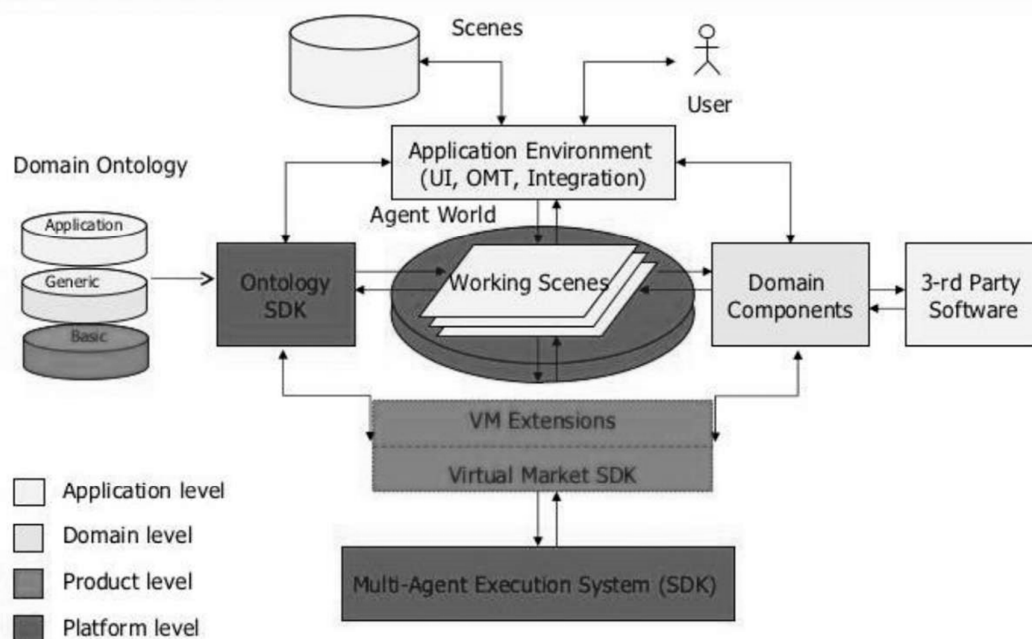 Scenes
User
Application Environment
(UI, OMT, Integration)
Domain Ontology
Agent World
Application
Generic
Basic
Ontology
SDK
Working Scenes
Domain
Components
3-rd Party
Software
VM Extensions
Virtual Market SDK
Multi-Agent Execution System (SDK)
Application level
Domain level
Product level
Platform level